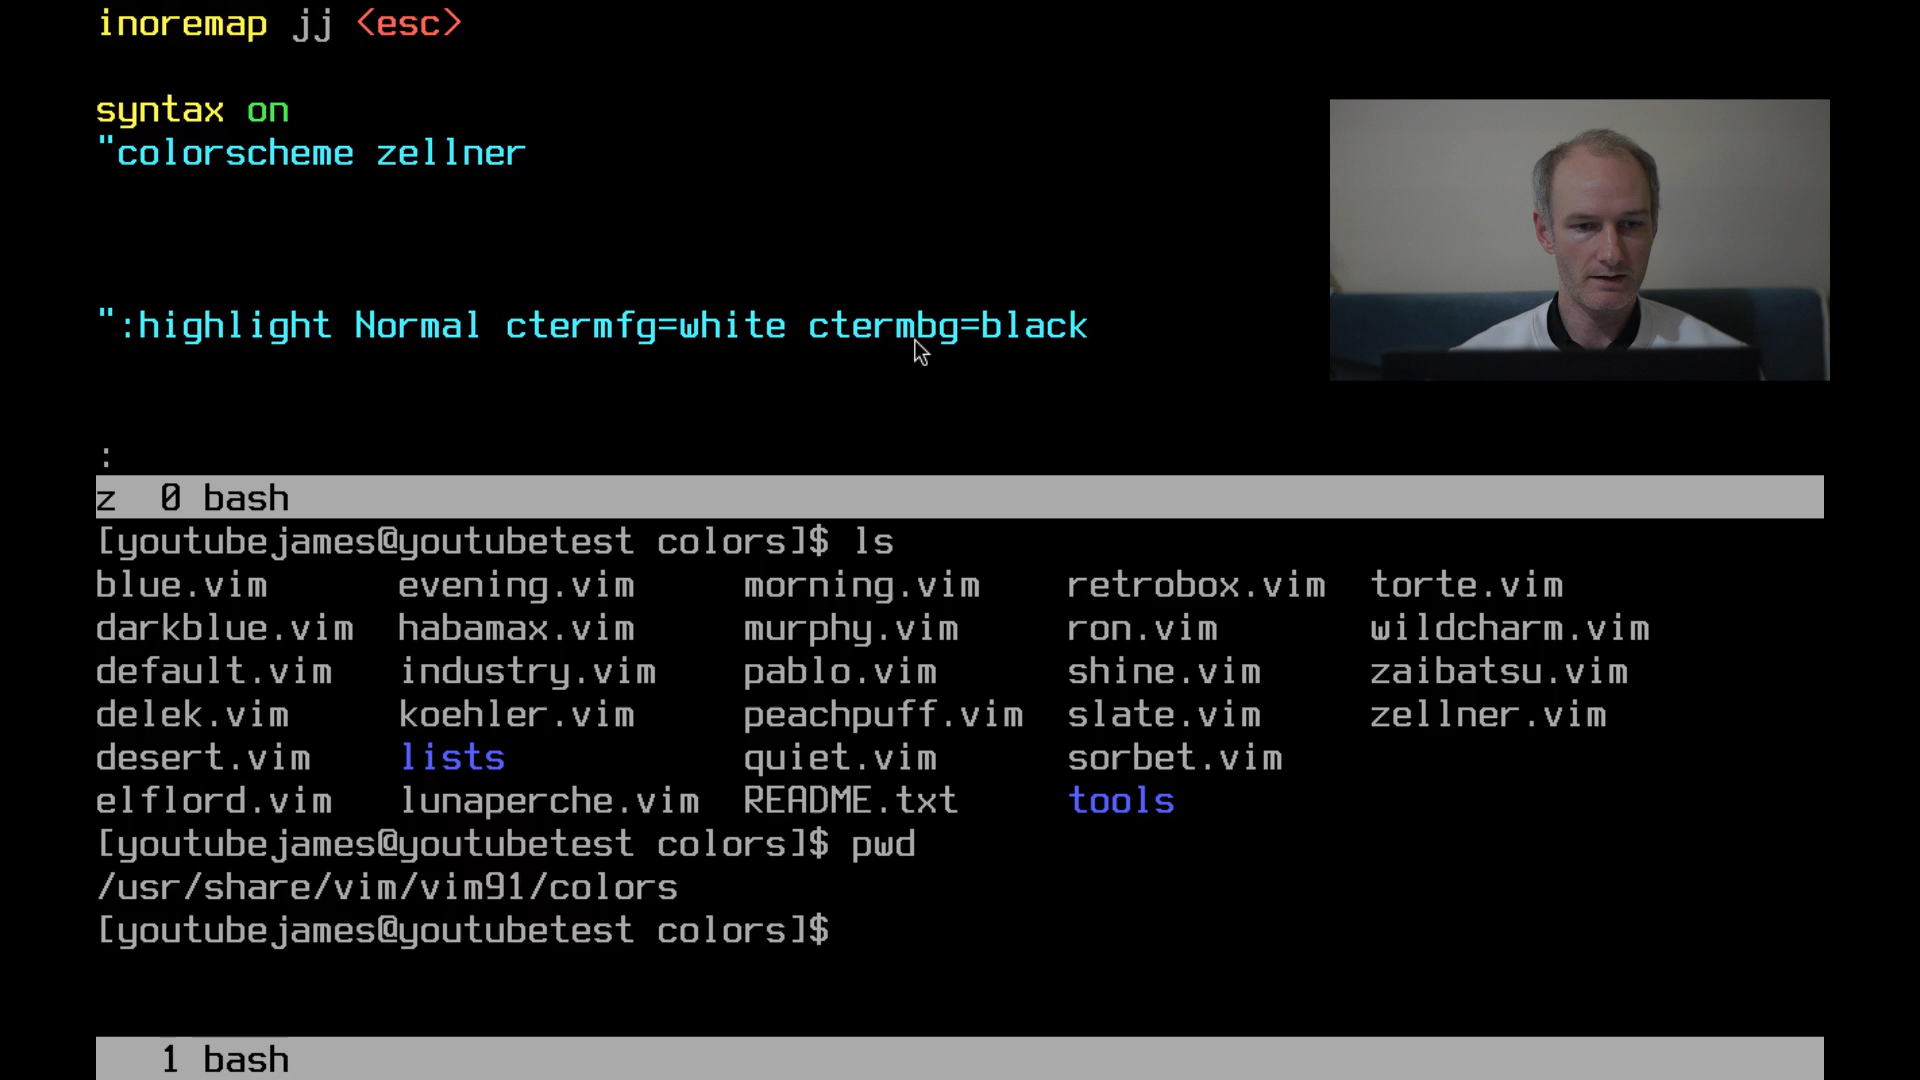 inoremap jj <esc>
syntax on
"colorscheme zellner
":highlight Normal ctermfg=white ctermbg=black
:
z  0 bash
[youtubejames@youtubetest colors]$ ls
blue.vim      evening.vim     morning.vim    retrobox.vim  torte.vim
darkblue.vim  habamax.vim     murphy.vim     ron.vim       wildcharm.vim
default.vim   industry.vim    pablo.vim      shine.vim     zaibatsu.vim
delek.vim     koehler.vim     peachpuff.vim  slate.vim     zellner.vim
desert.vim    lists           quiet.vim      sorbet.vim
elflord.vim   lunaperche.vim  README.txt     tools
[youtubejames@youtubetest colors]$ pwd
/usr/share/vim/vim91/colors
[youtubejames@youtubetest colors]$
1 bash